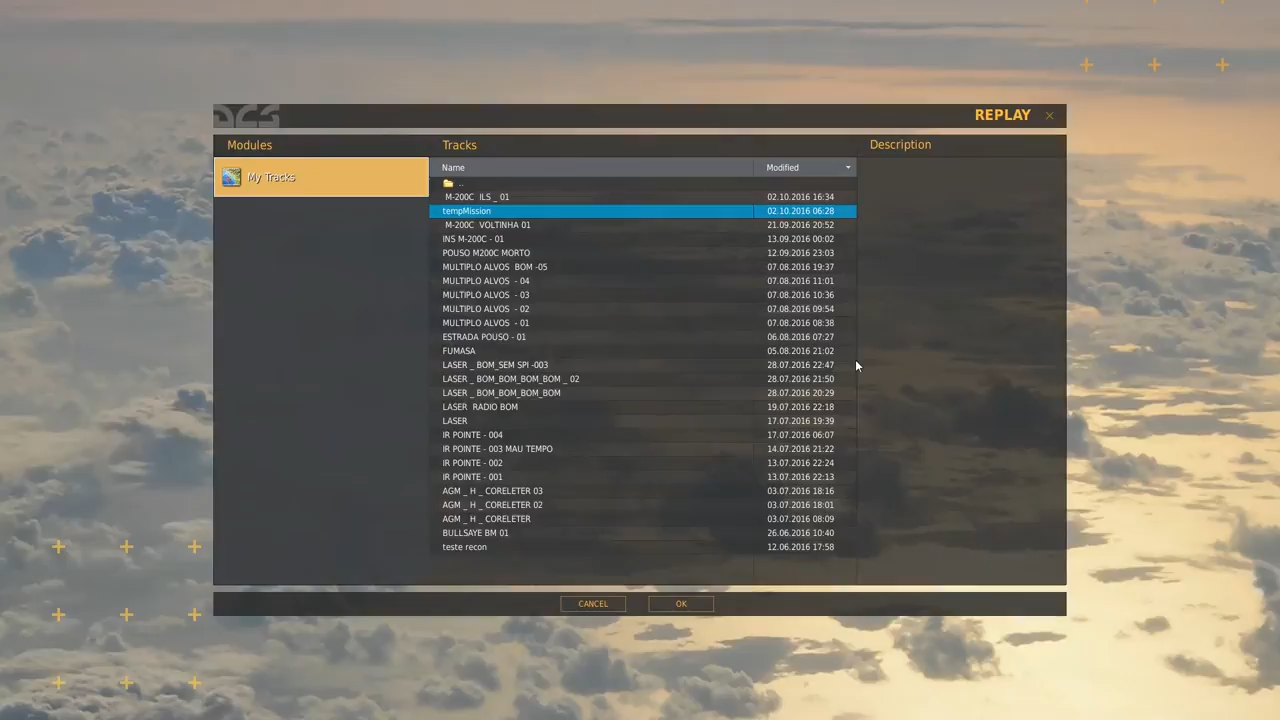 DCS
REPLAY ×
Modules Tracks Description
My Tracks
Name Modified
..
M-200C ILS _ 01 02.10.2016 16:34
tempMission 02.10.2016 06:28
M-200C VOLTINHA 01 21.09.2016 20:52
INS M-200C - 01 13.09.2016 00:02
POUSO M200C MORTO 12.09.2016 23:03
MULTIPLO ALVOS BOM -05 07.08.2016 19:37
MULTIPLO ALVOS - 04 07.08.2016 11:01
MULTIPLO ALVOS - 03 07.08.2016 10:36
MULTIPLO ALVOS - 02 07.08.2016 09:54
MULTIPLO ALVOS - 01 07.08.2016 08:38
ESTRADA POUSO - 01 06.08.2016 07:27
FUMASA 05.08.2016 21:02
LASER _ BOM_SEM SPI -003 28.07.2016 22:47
LASER _ BOM_BOM_BOM_BOM _ 02 28.07.2016 21:50
LASER _ BOM_BOM_BOM_BOM 28.07.2016 20:29
LASER RADIO BOM 19.07.2016 22:18
LASER 17.07.2016 19:39
IR POINTE - 004 17.07.2016 06:07
IR POINTE - 003 MAU TEMPO 14.07.2016 21:22
IR POINTE - 002 13.07.2016 22:24
IR POINTE - 001 13.07.2016 22:13
AGM _ H _ CORELETER 03 03.07.2016 18:16
AGM _ H _ CORELETER 02 03.07.2016 18:01
AGM _ H _ CORELETER 03.07.2016 08:09
BULLSAYE BM 01 26.06.2016 10:40
teste recon 12.06.2016 17:58
CANCEL OK